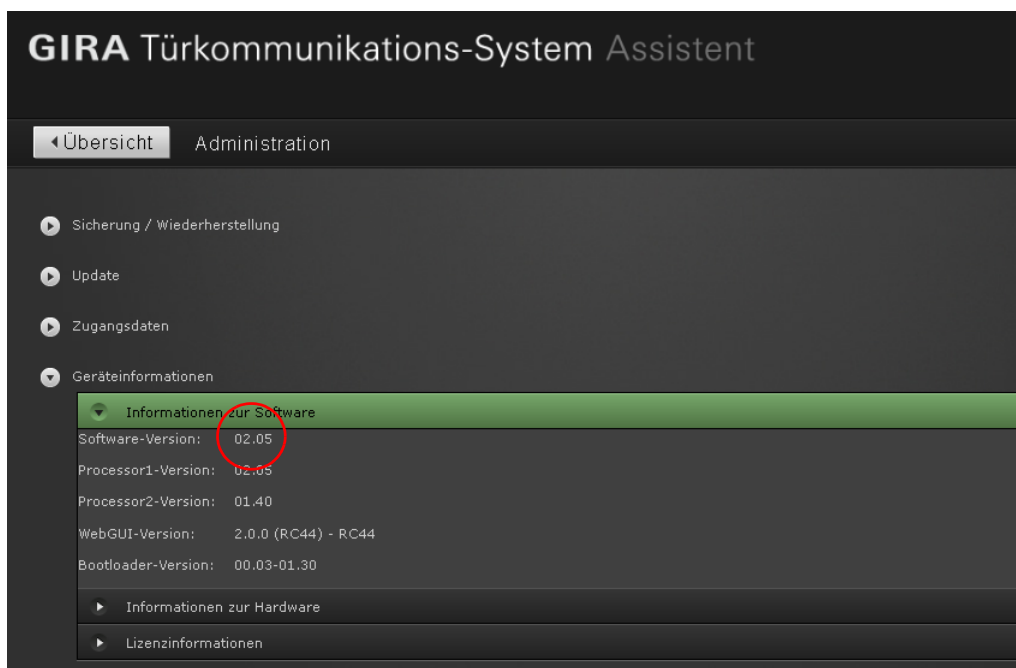 GIRA Türkommunikations-System Assistent
Übersicht Administration
Sicherung / Wiederherstellung
Update
Zugangsdaten
Geräteinformationen
Informationen zur Software
Software-Version: 02.05
Processor1-Version: 02.05
Processor2-Version: 01.40
WebGUI-Version: 2.0.0 (RC44) - RC44
Bootloader-Version: 00.03-01.30
Informationen zur Hardware
Lizenzinformationen